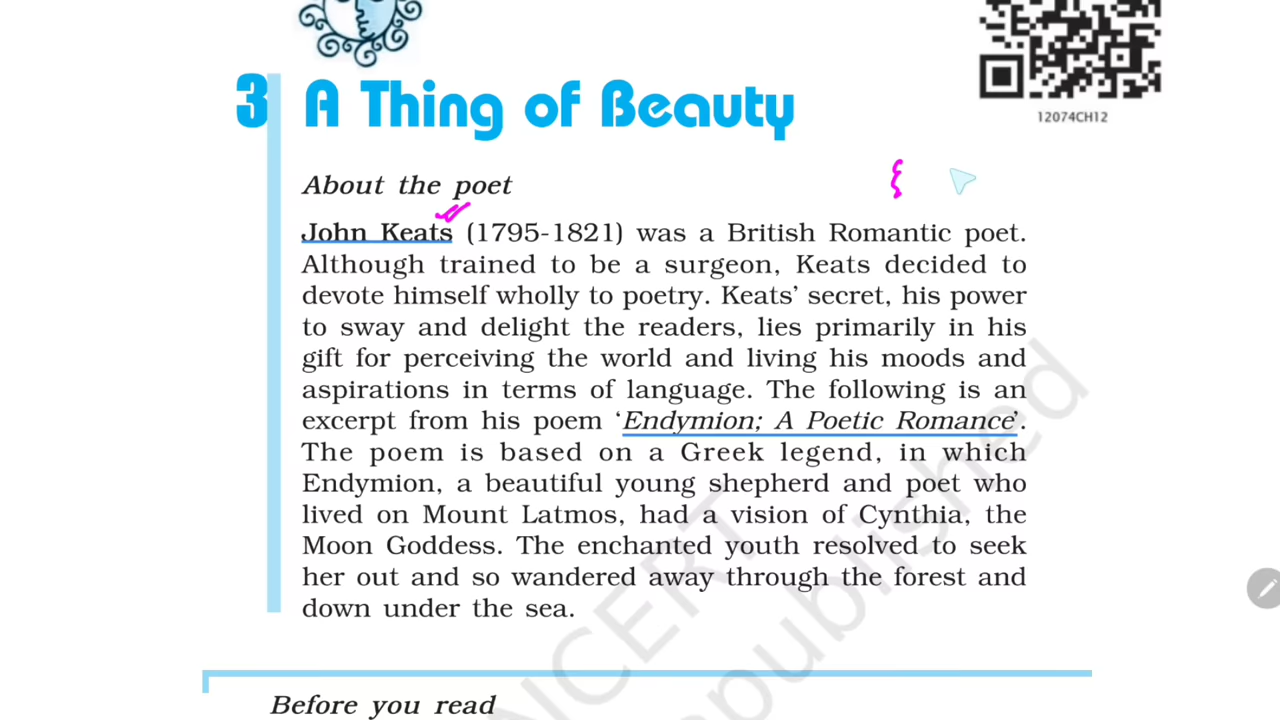 12074CH12
3 A Thing of Beauty
About the poet
John Keats (1795-1821) was a British Romantic poet.
Although trained to be a surgeon, Keats decided to
devote himself wholly to poetry. Keats’ secret, his power
to sway and delight the readers, lies primarily in his
gift for perceiving the world and living his moods and
aspirations in terms of language. The following is an
excerpt from his poem ‘Endymion; A Poetic Romance’.
The poem is based on a Greek legend, in which
Endymion, a beautiful young shepherd and poet who
lived on Mount Latmos, had a vision of Cynthia, the
Moon Goddess. The enchanted youth resolved to seek
her out and so wandered away through the forest and
down under the sea.
Before you read
NCERT
republished